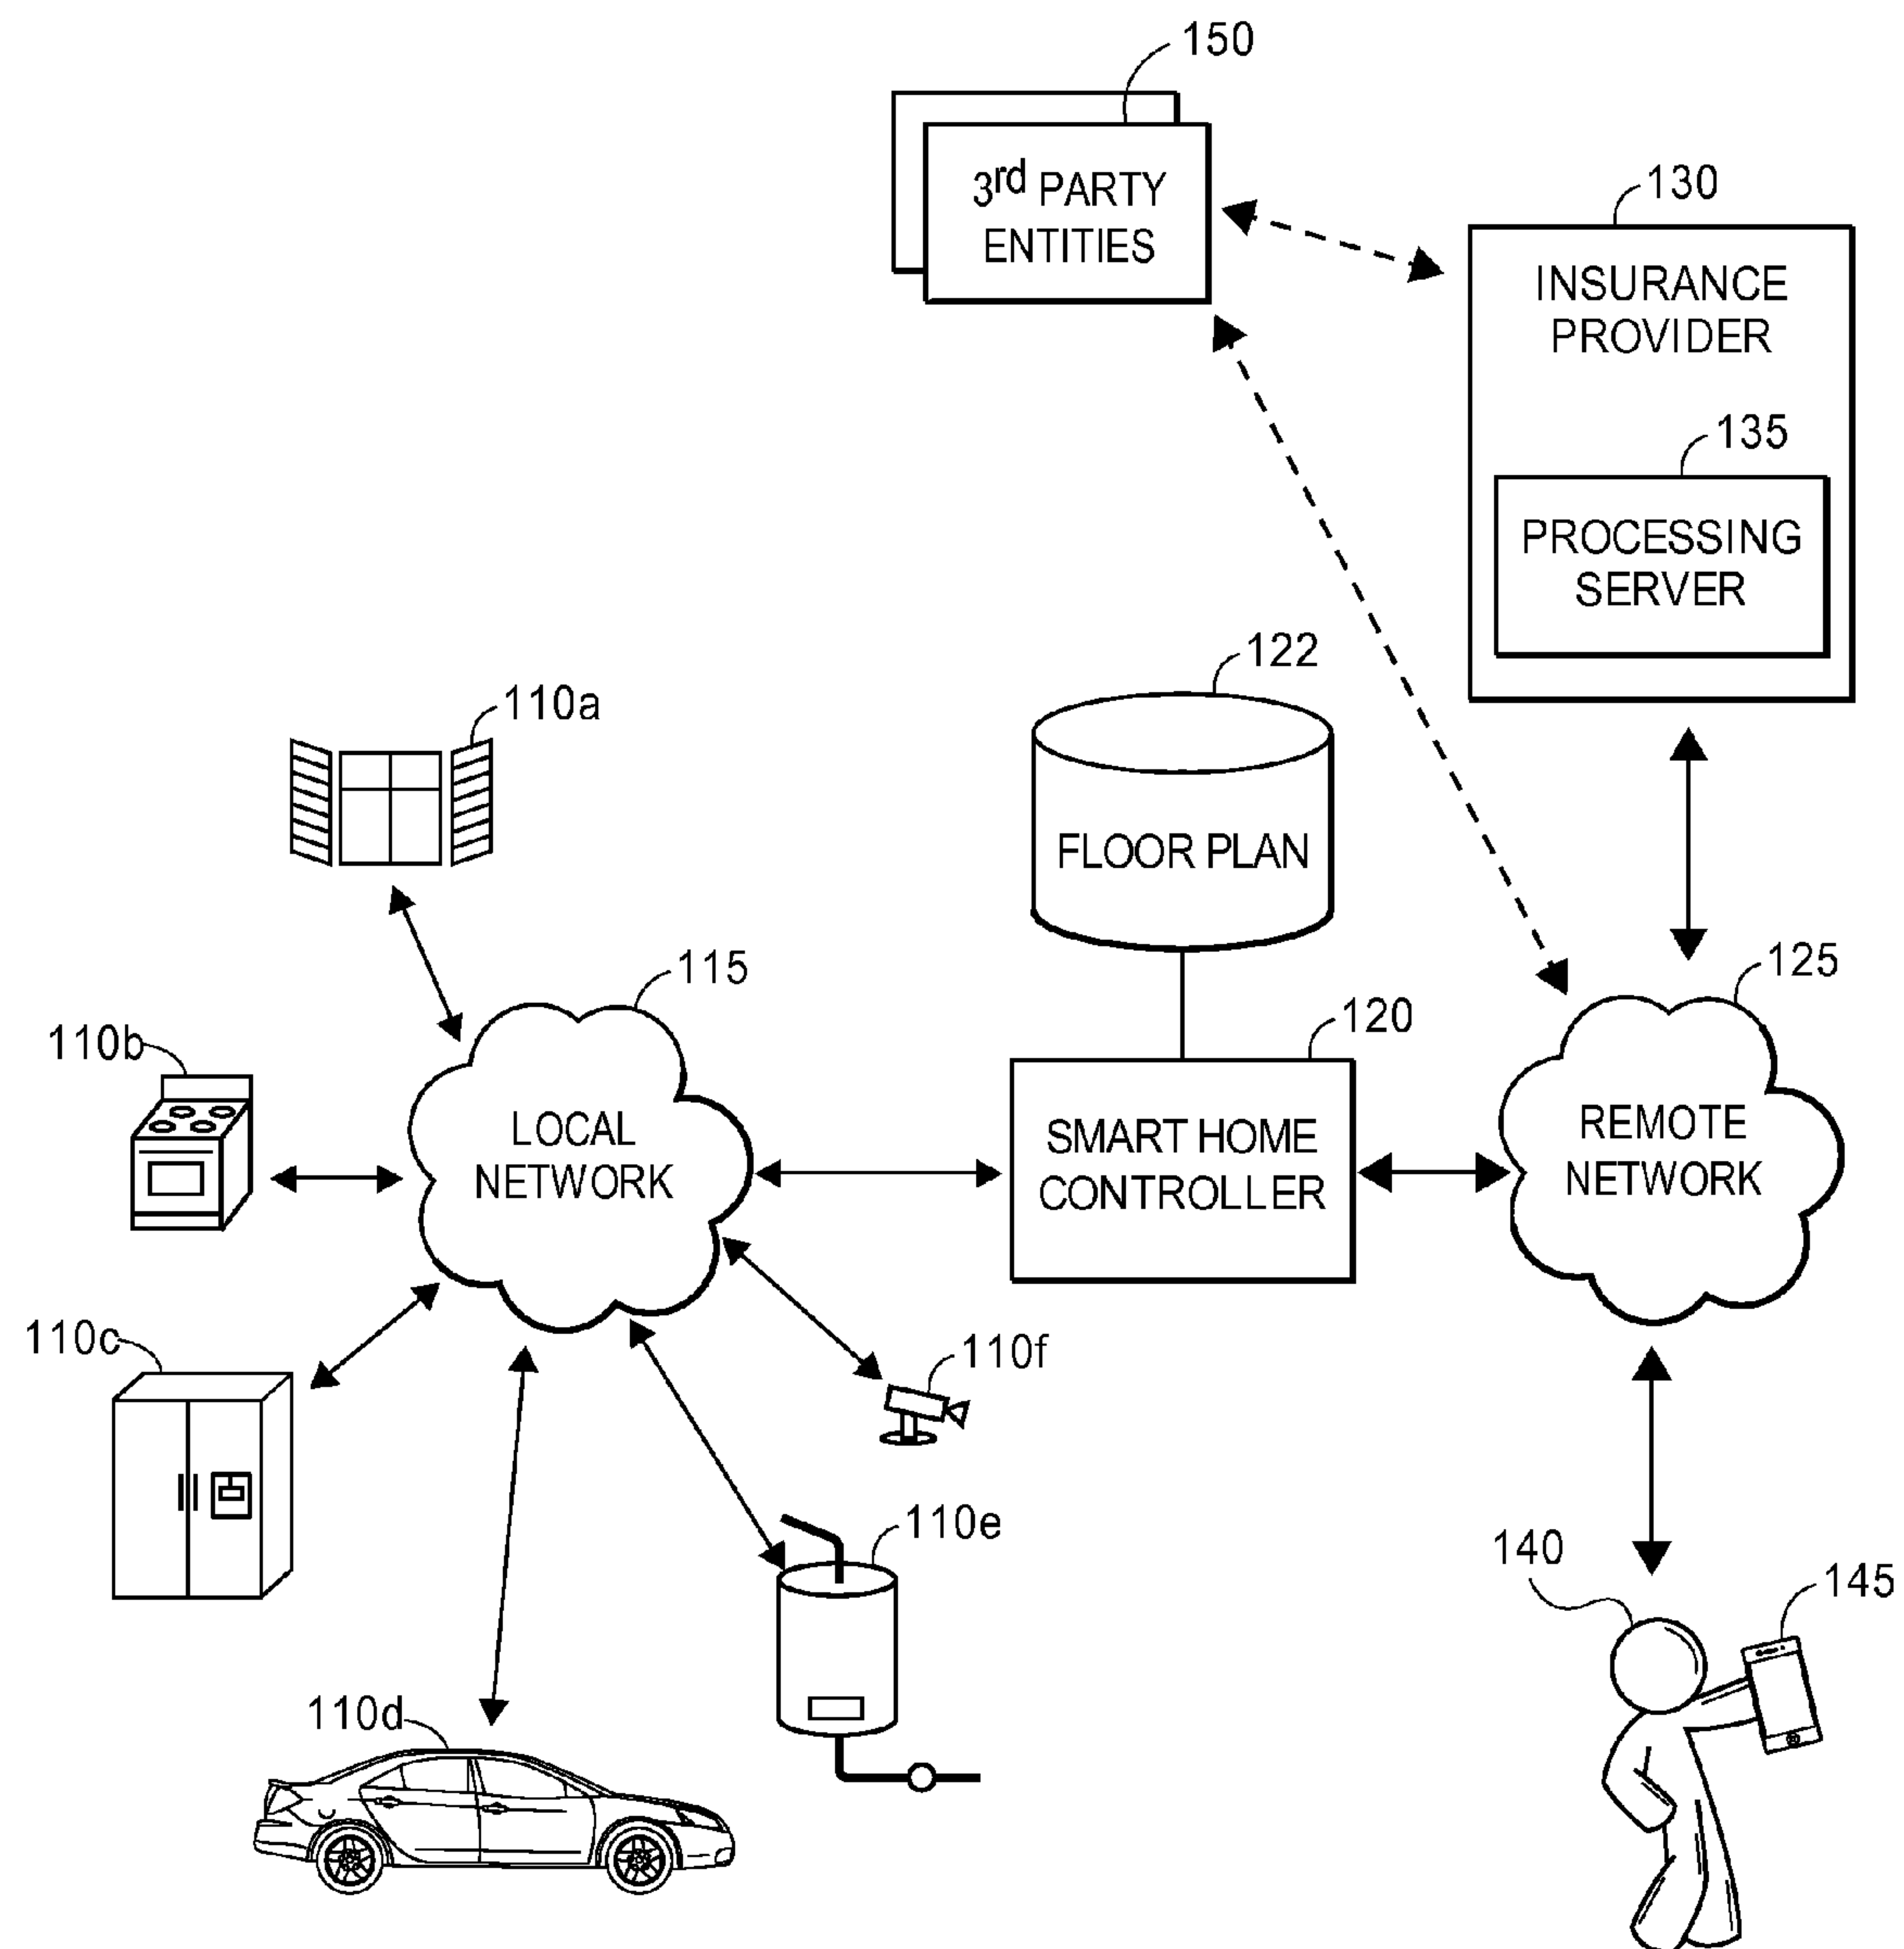 150
3rd PARTY
ENTITIES
130
INSURANCE
PROVIDER
135
PROCESSING
SERVER
122
FLOOR PLAN
110a
115
LOCAL
NETWORK
110b
120
SMART HOME
CONTROLLER
125
REMOTE
NETWORK
110c
110f
110e
110d
140
145